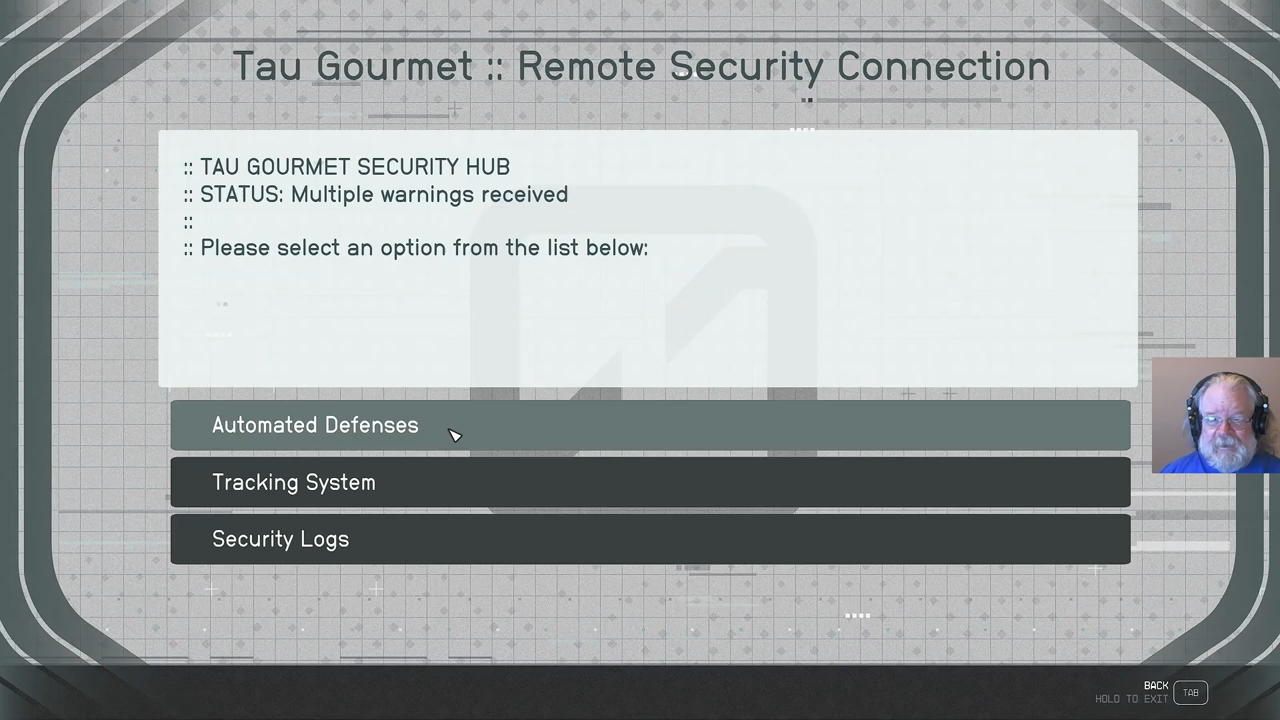 Tau Gourmet :: Remote Security Connection
:: TAU GOURMET SECURITY HUB
:: STATUS: Multiple warnings received
::
:: Please select an option from the list below:
Automated Defenses
Tracking System
Security Logs
BACK
HOLD TO EXIT TAB